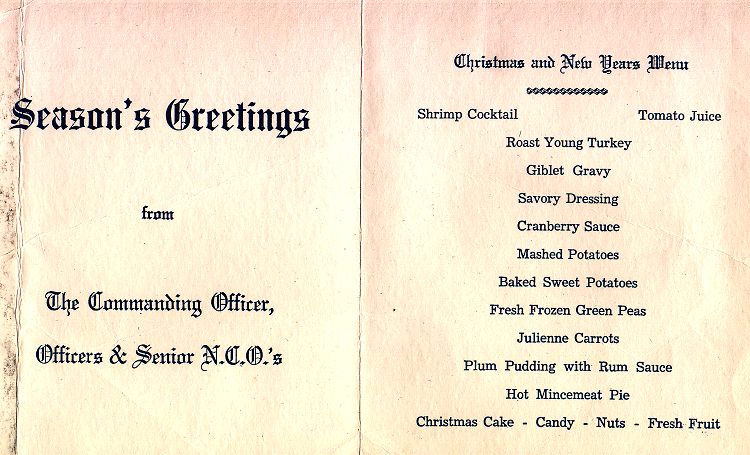 Season's Greetings
from
The Commanding Officer,
Officers & Senior N.C.O.'s
Christmas and New Years Menu
Shrimp Cocktail Tomato Juice
Roast Young Turkey
Giblet Gravy
Savory Dressing
Cranberry Sauce
Mashed Potatoes
Baked Sweet Potatoes
Fresh Frozen Green Peas
Julienne Carrots
Plum Pudding with Rum Sauce
Hot Mincemeat Pie
Christmas Cake - Candy - Nuts - Fresh Fruit